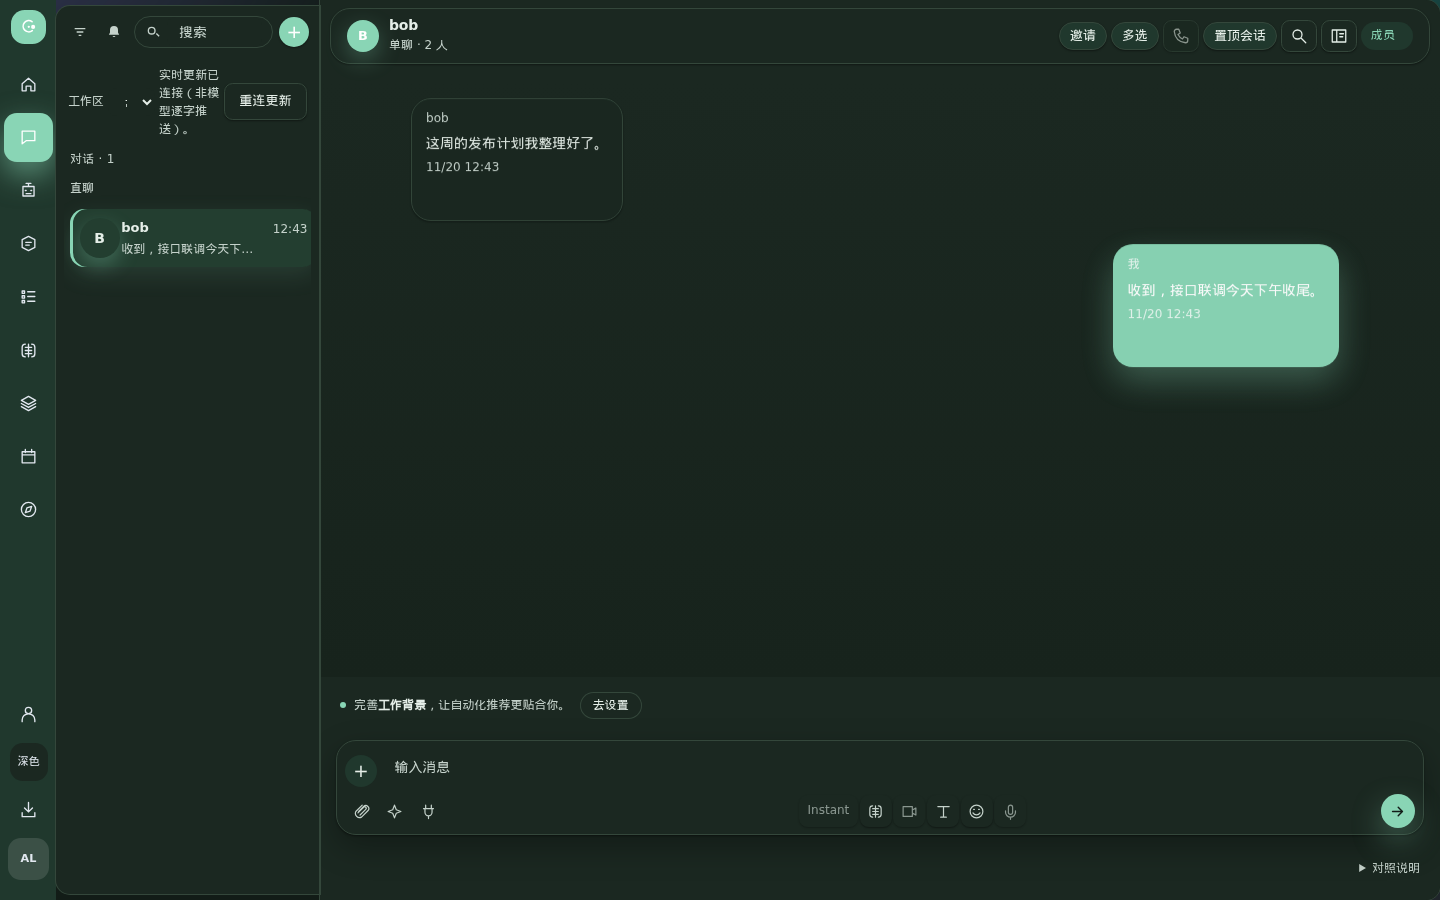 搜索
工作区
;
实时更新已
连接（非模
型逐字推
送）。
重连更新
对话 · 1
直聊
B
bob
12:43
收到，接口联调今天下...
深色
AL
B
bob
单聊 · 2 人
邀请
多选
置顶会话
成员
bob
这周的发布计划我整理好了。
11/20 12:43
我
收到，接口联调今天下午收尾。
11/20 12:43
完善工作背景，让自动化推荐更贴合你。
去设置
输入消息
Instant
对照说明